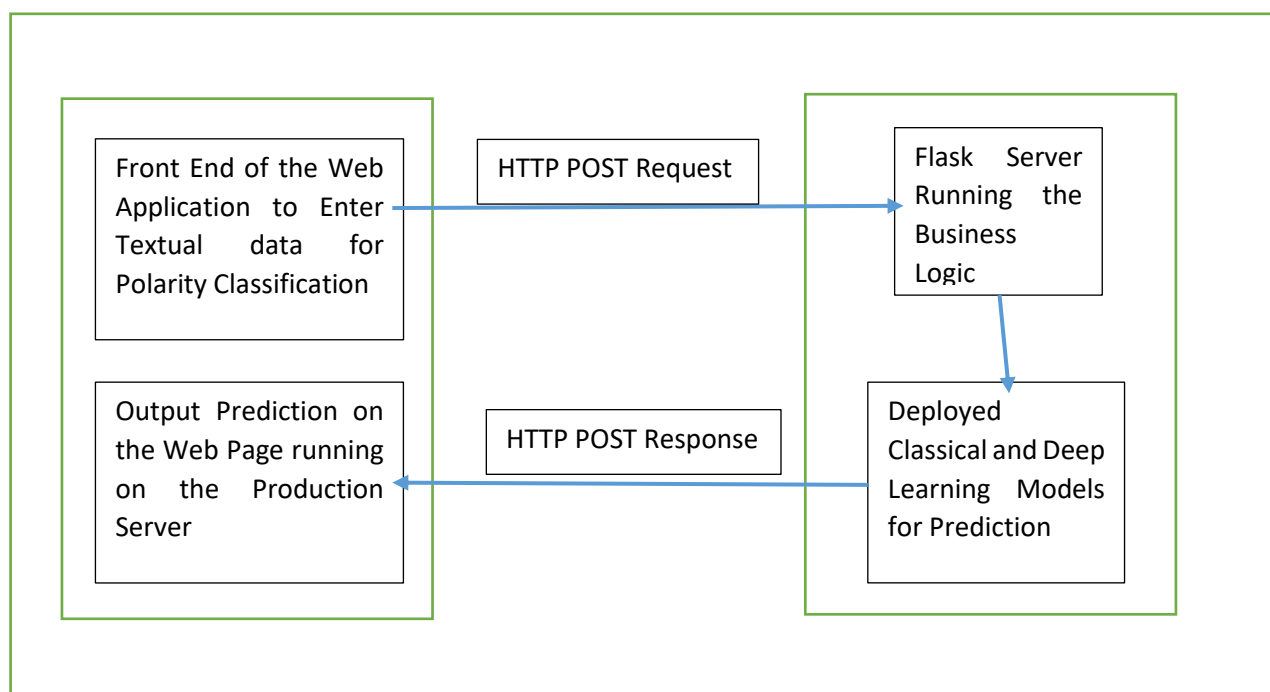 Front End of the Web
Application to Enter
Textual data for
Polarity Classification
HTTP POST Request
Flask Server
Running the
Business
Logic
Output Prediction on
the Web Page running
on the Production
Server
HTTP POST Response
Deployed
Classical and Deep
Learning Models
for Prediction